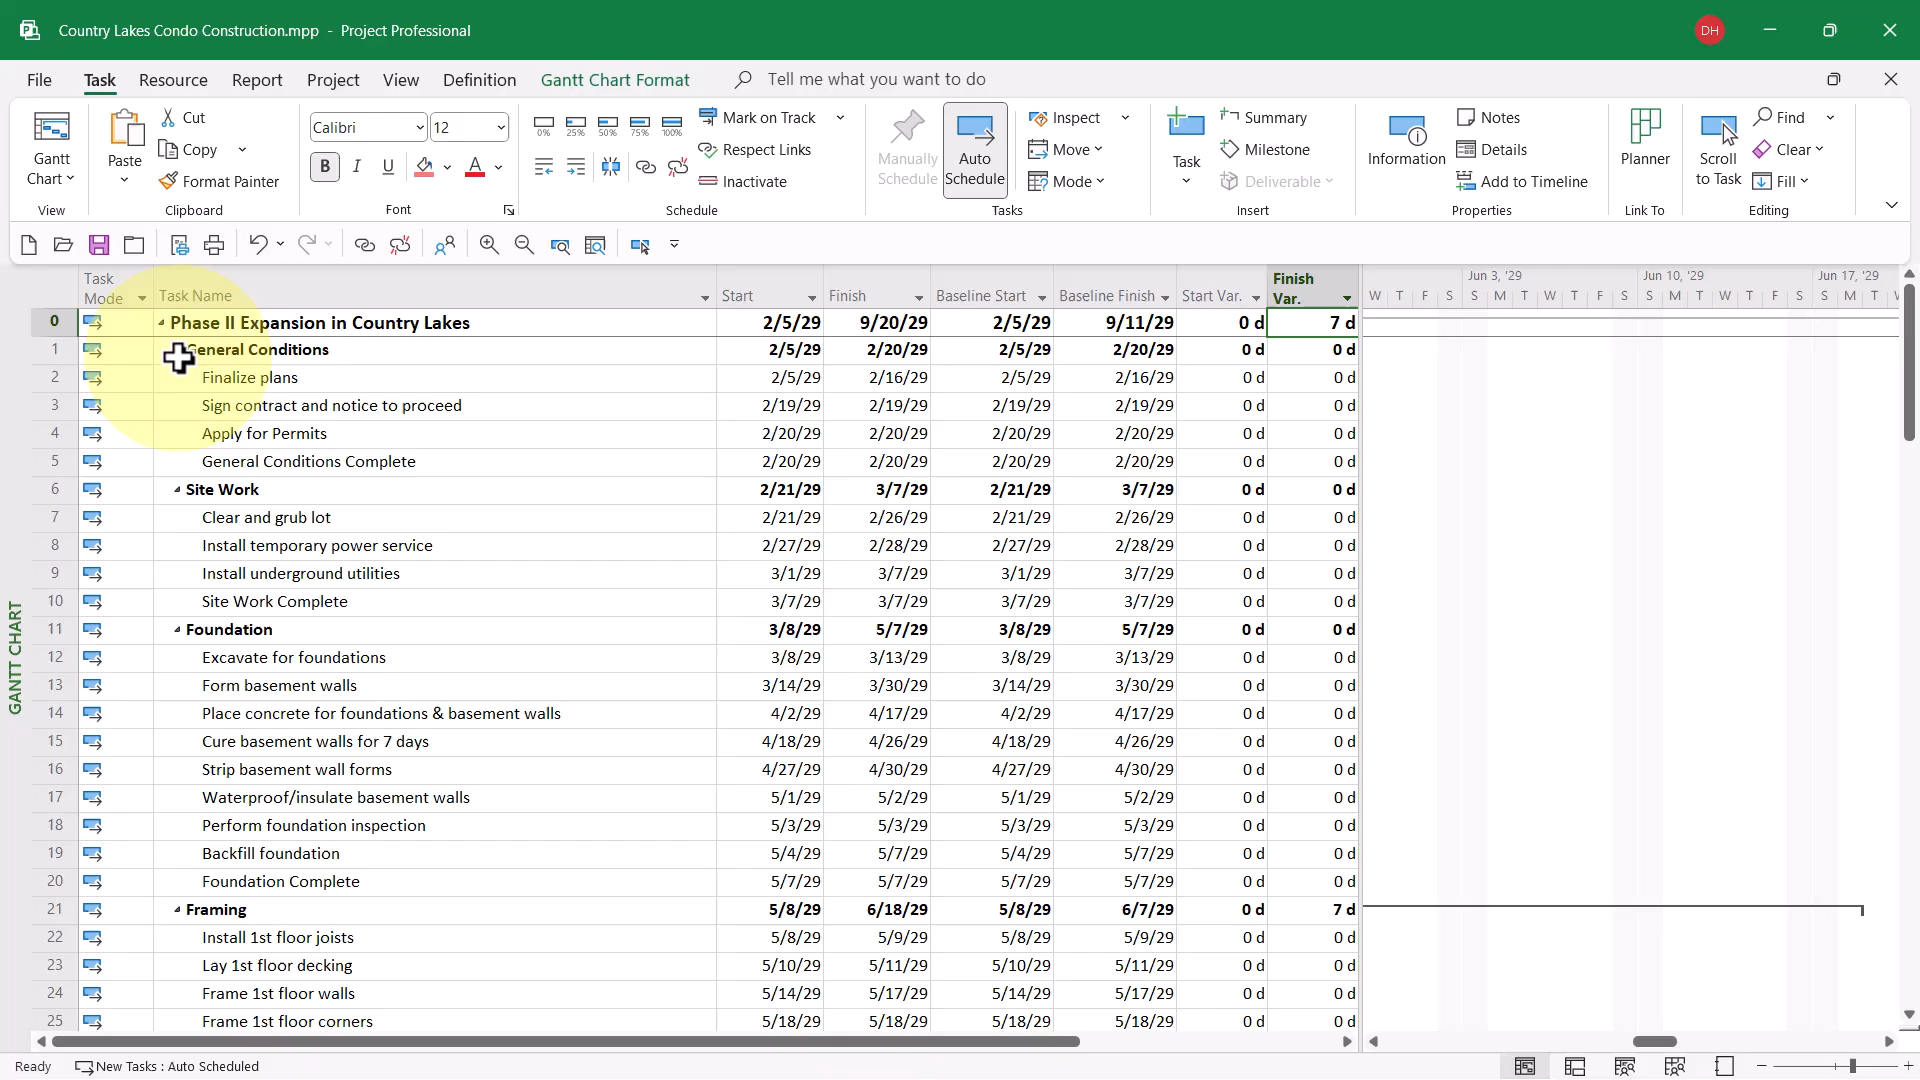 Country Lakes Condo Construction.mpp - Project Professional
DH
File Task Resource Report Project View Definition Gantt Chart Format Tell me what you want to do
Gantt Chart
View
Paste
Cut
Copy
Format Painter
Clipboard
Calibri 12
B I U A
Font
0% 25% 50% 75% 100%
Mark on Track
Respect Links
Inactivate
Schedule
Manually Schedule
Auto Schedule
Inspect
Move
Mode
Tasks
Task
Summary
Milestone
Deliverable
Insert
Information
Notes
Details
Add to Timeline
Properties
Planner
Link To
Scroll to Task
Find
Clear
Fill
Editing
Task Mode Task Name Start Finish Baseline Start Baseline Finish Start Var. Finish Var.
Jun 3, '29 Jun 10, '29 Jun 17, '29
W T F S S M T W T F S S M T W T F S S M T
0 Phase II Expansion in Country Lakes 2/5/29 9/20/29 2/5/29 9/11/29 0 d 7 d
1 General Conditions 2/5/29 2/20/29 2/5/29 2/20/29 0 d 0 d
2 Finalize plans 2/5/29 2/16/29 2/5/29 2/16/29 0 d 0 d
3 Sign contract and notice to proceed 2/19/29 2/19/29 2/19/29 2/19/29 0 d 0 d
4 Apply for Permits 2/20/29 2/20/29 2/20/29 2/20/29 0 d 0 d
5 General Conditions Complete 2/20/29 2/20/29 2/20/29 2/20/29 0 d 0 d
6 Site Work 2/21/29 3/7/29 2/21/29 3/7/29 0 d 0 d
7 Clear and grub lot 2/21/29 2/26/29 2/21/29 2/26/29 0 d 0 d
8 Install temporary power service 2/27/29 2/28/29 2/27/29 2/28/29 0 d 0 d
9 Install underground utilities 3/1/29 3/7/29 3/1/29 3/7/29 0 d 0 d
10 Site Work Complete 3/7/29 3/7/29 3/7/29 3/7/29 0 d 0 d
11 Foundation 3/8/29 5/7/29 3/8/29 5/7/29 0 d 0 d
12 Excavate for foundations 3/8/29 3/13/29 3/8/29 3/13/29 0 d 0 d
13 Form basement walls 3/14/29 3/30/29 3/14/29 3/30/29 0 d 0 d
14 Place concrete for foundations & basement walls 4/2/29 4/17/29 4/2/29 4/17/29 0 d 0 d
15 Cure basement walls for 7 days 4/18/29 4/26/29 4/18/29 4/26/29 0 d 0 d
16 Strip basement wall forms 4/27/29 4/30/29 4/27/29 4/30/29 0 d 0 d
17 Waterproof/insulate basement walls 5/1/29 5/2/29 5/1/29 5/2/29 0 d 0 d
18 Perform foundation inspection 5/3/29 5/3/29 5/3/29 5/3/29 0 d 0 d
19 Backfill foundation 5/4/29 5/7/29 5/4/29 5/7/29 0 d 0 d
20 Foundation Complete 5/7/29 5/7/29 5/7/29 5/7/29 0 d 0 d
21 Framing 5/8/29 6/18/29 5/8/29 6/7/29 0 d 7 d
22 Install 1st floor joists 5/8/29 5/9/29 5/8/29 5/9/29 0 d 0 d
23 Lay 1st floor decking 5/10/29 5/11/29 5/10/29 5/11/29 0 d 0 d
24 Frame 1st floor walls 5/14/29 5/17/29 5/14/29 5/17/29 0 d 0 d
25 Frame 1st floor corners 5/18/29 5/18/29 5/18/29 5/18/29 0 d 0 d
GANTT CHART
Ready New Tasks : Auto Scheduled